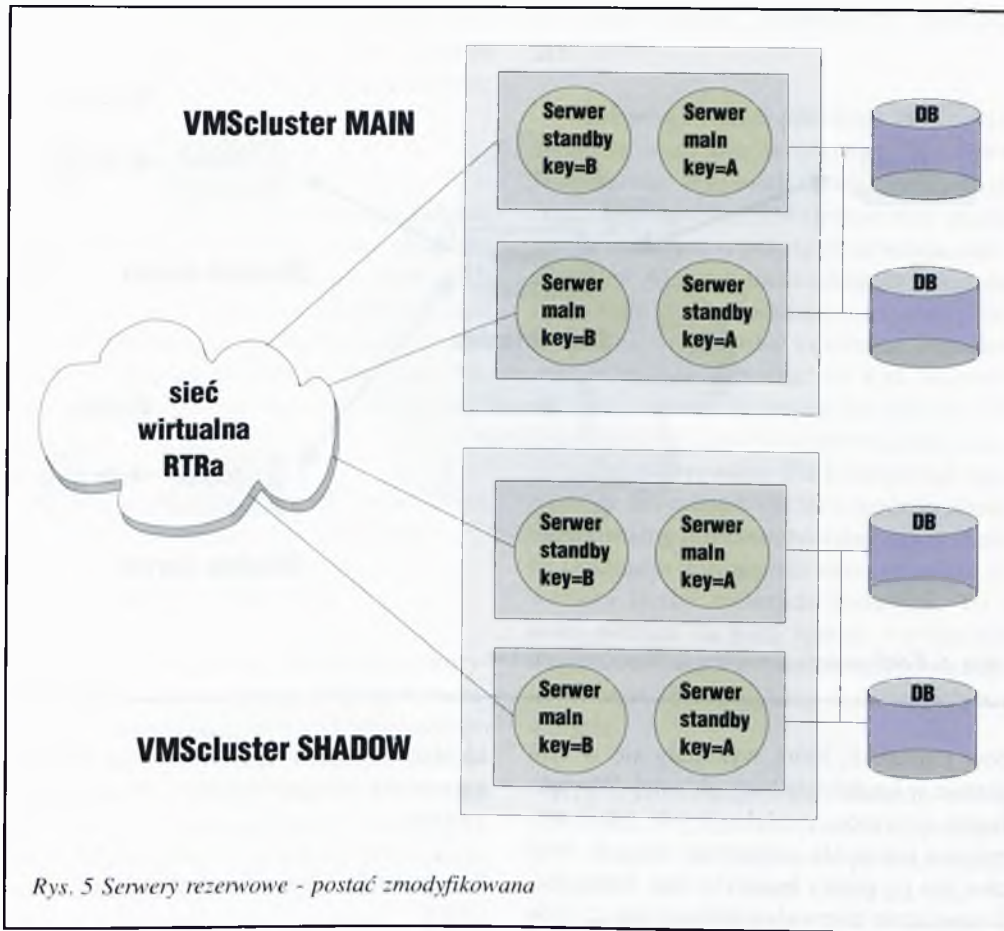 VMScluster MAIN
Serwer
standby
key=B
Serwer
main
key=A
DB
Serwer
main
key=B
Serwer
standby
key=A
DB
sieć
wirtualna
RTRa
Serwer
standby
key=B
Serwer
main
key=A
DB
Serwer
main
key=B
Serwer
standby
key=A
DB
VMScluster SHADOW
Rys. 5 Serwery rezerwowe - postać zmodyfikowana